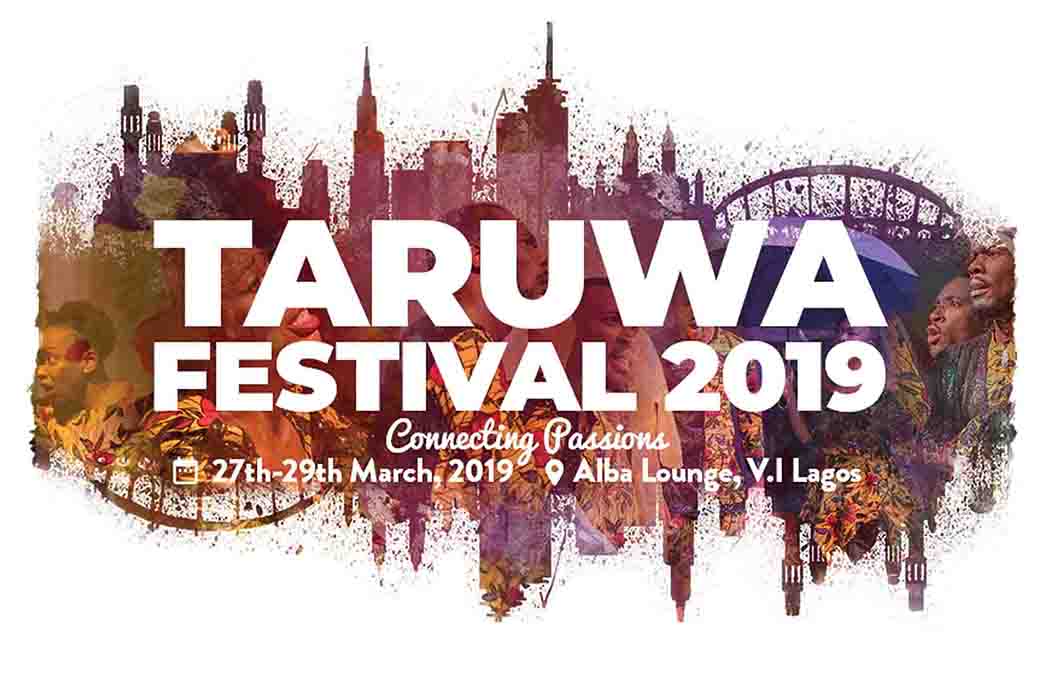 TARUWA
FESTIVAL 2019
Connecting Passions
27th-29th March, 2019 Alba Lounge, V.I Lagos